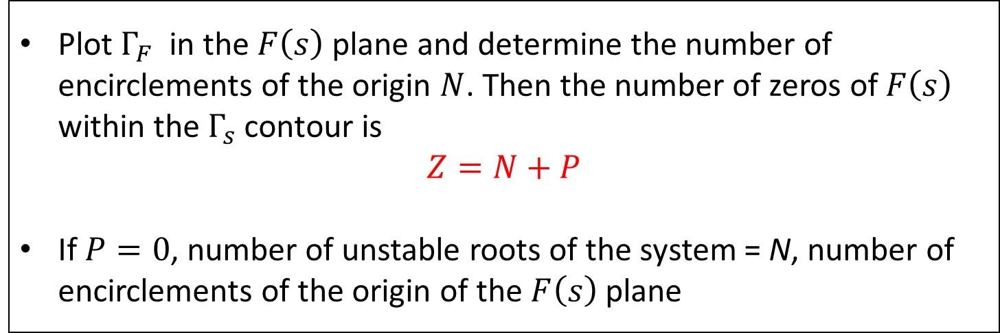 • Plot Γ_F in the F(s) plane and determine the number of
encirclements of the origin N. Then the number of zeros of F(s)
within the Γ_s contour is
Z = N + P
• If P = 0, number of unstable roots of the system = N, number of
encirclements of the origin of the F(s) plane